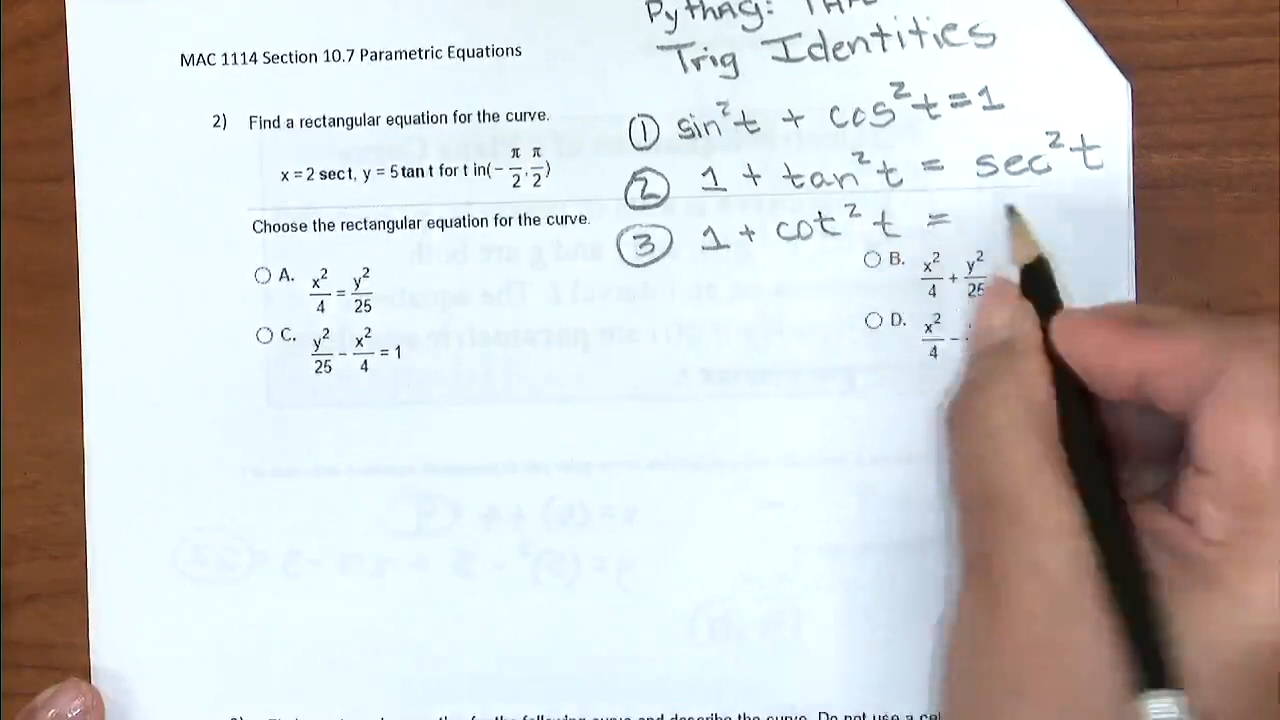 Pythag:
Trig Identities
MAC 1114 Section 10.7 Parametric Equations
① sin²t + cos²t = 1
2) Find a rectangular equation for the curve.
x = 2 sec t, y = 5 tan t for t in (-π/2, π/2)
② 1 + tan²t = sec²t
Choose the rectangular equation for the curve.
③ 1 + cot²t =
A. x²/4 = y²/25
B. x²/4 + y²/25
C. y²/25 - x²/4 = 1
D. x²/4 -